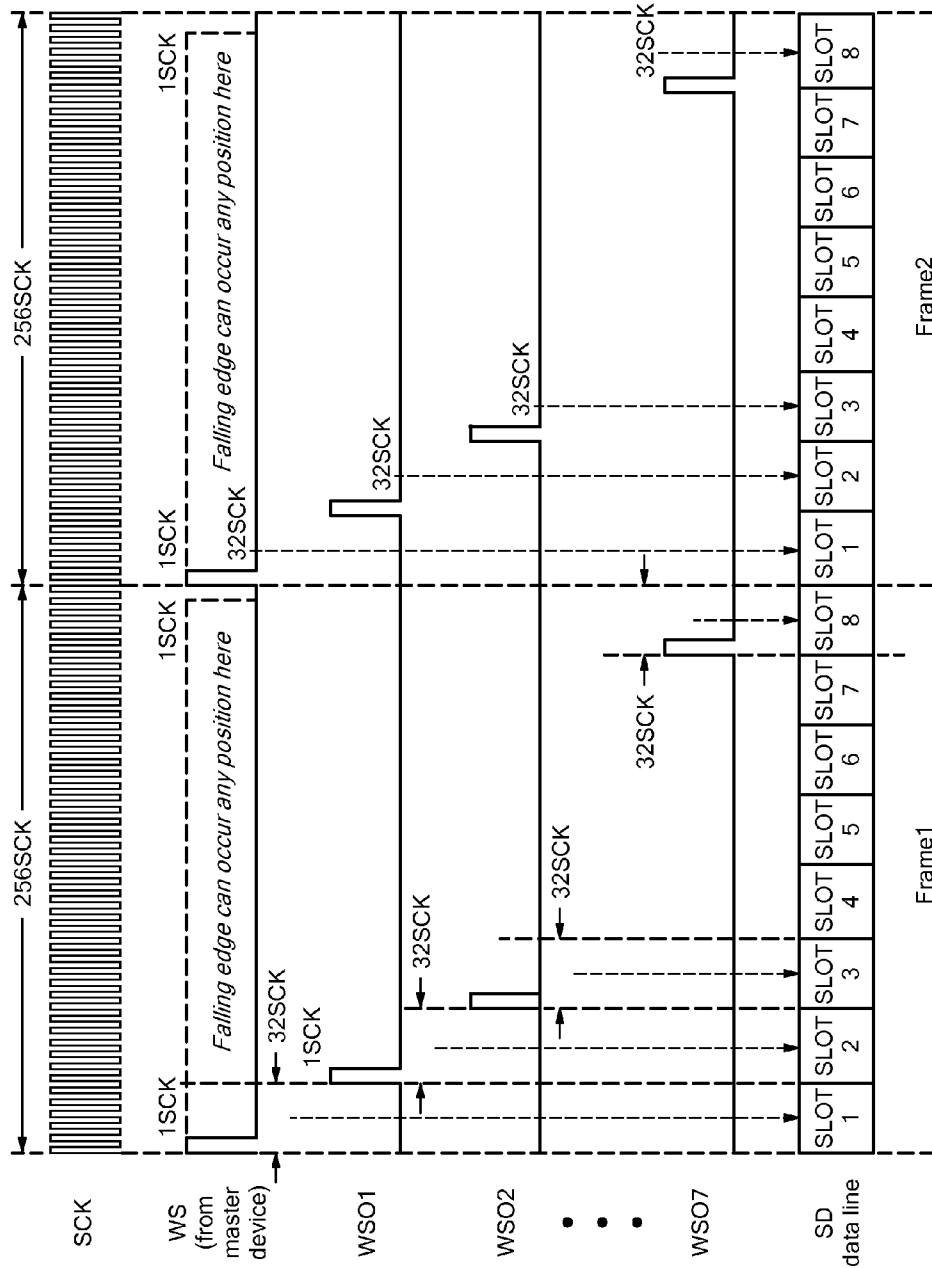 256SCK
256SCK
SCK
WS
(from
master
device)
1SCK
Falling edge can occur any position here
1SCK
1SCK
Falling edge can occur any position here
1SCK
32SCK
32SCK
1SCK
WSO1
32SCK
32SCK
WSO2
32SCK
32SCK
WSO7
32SCK
32SCK
SD
data line
SLOT
1
SLOT
2
SLOT
3
SLOT
4
SLOT
5
SLOT
6
SLOT
7
SLOT
8
SLOT
1
SLOT
2
SLOT
3
SLOT
4
SLOT
5
SLOT
6
SLOT
7
SLOT
8
Frame1
Frame2